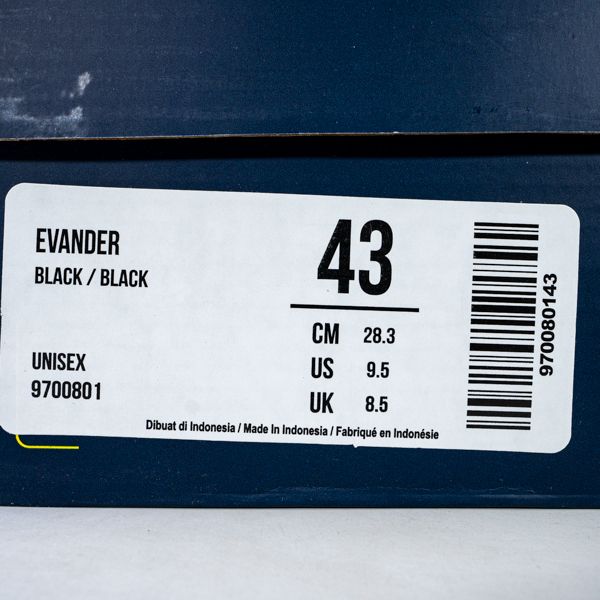 EVANDER
BLACK / BLACK
UNISEX
9700801
43
CM 28.3
US 9.5
UK 8.5
Dibuat di Indonesia / Made In Indonesia / Fabriqué en Indonésie
970080143